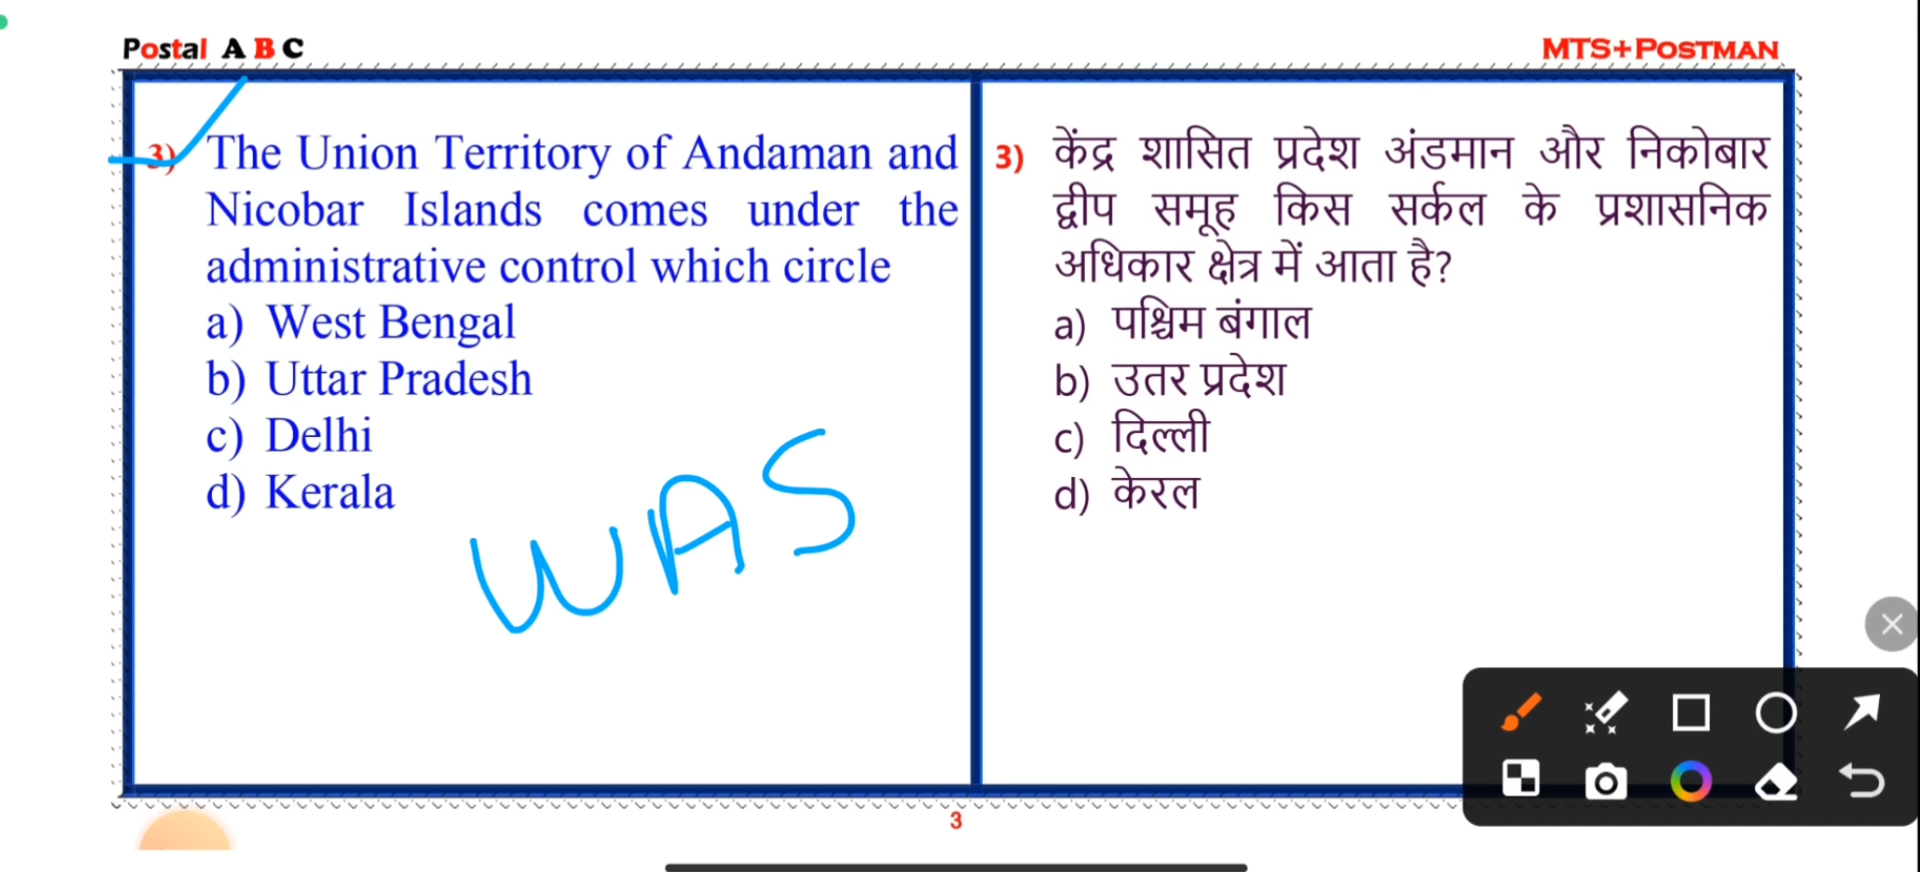 Postal A B C
MTS+POSTMAN
3) The Union Territory of Andaman and
Nicobar Islands comes under the
administrative control which circle
a) West Bengal
b) Uttar Pradesh
c) Delhi
d) Kerala
WAS
3) केंद्र शासित प्रदेश अंडमान और निकोबार
द्वीप समूह किस सर्कल के प्रशासनिक
अधिकार क्षेत्र में आता है?
a) पश्चिम बंगाल
b) उतर प्रदेश
c) दिल्ली
d) केरल
3